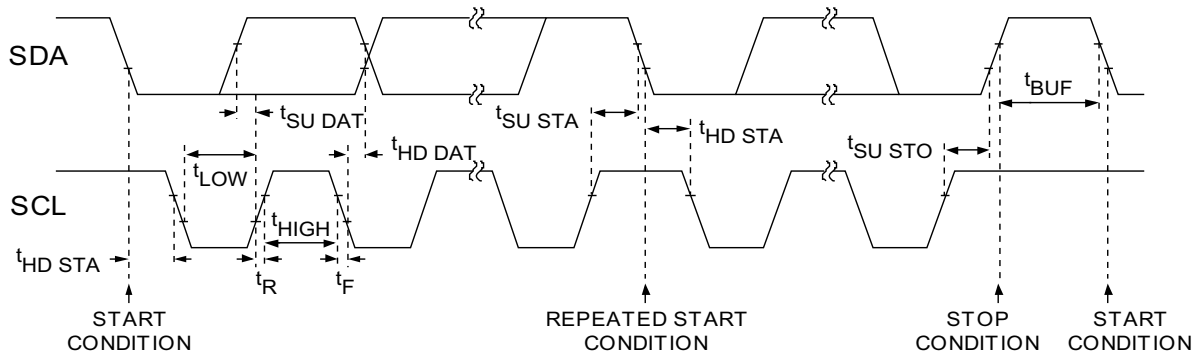 SDA
tSU DAT
tSU STA
tHD STA
tBUF
tHD DAT
tSU STO
tLOW
SCL
tHIGH
tHD STA
tR
tF
START
CONDITION
REPEATED START
CONDITION
STOP
CONDITION
START
CONDITION